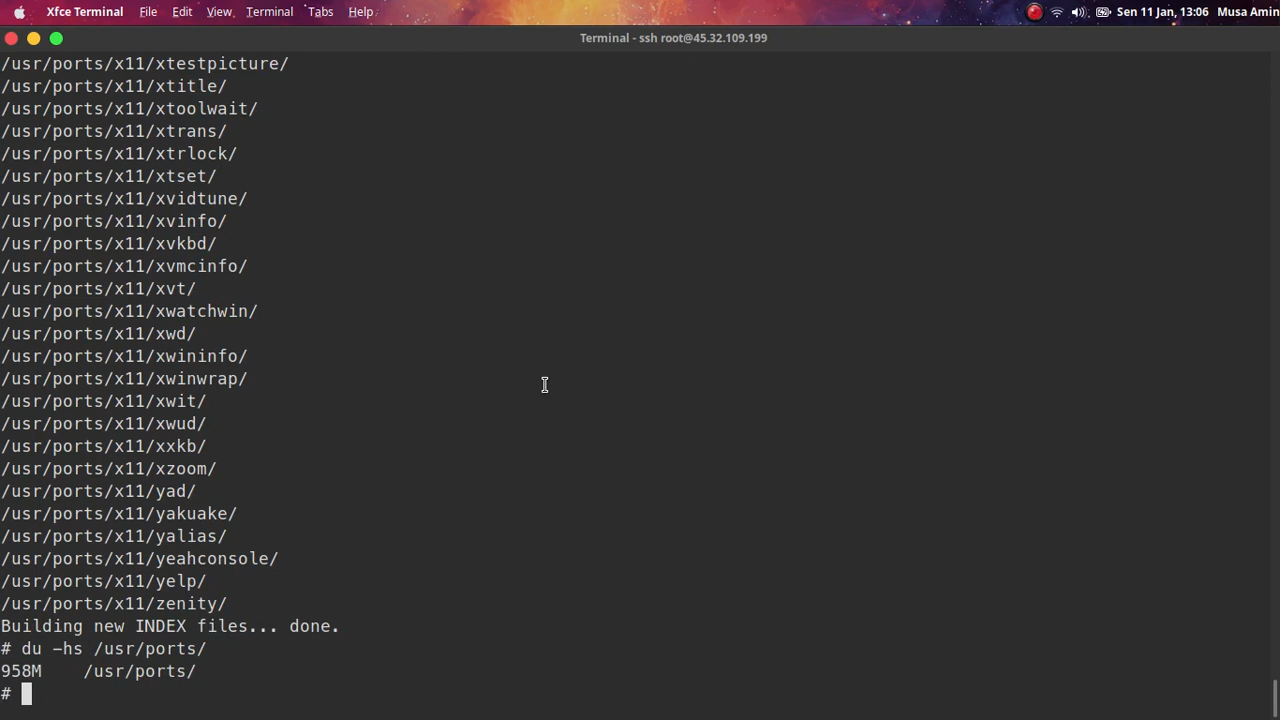 Xfce Terminal File Edit View Terminal Tabs Help Sen 11 Jan, 13:06 Musa Amin
Terminal - ssh root@45.32.109.199
/usr/ports/x11/xtestpicture/
/usr/ports/x11/xtitle/
/usr/ports/x11/xtoolwait/
/usr/ports/x11/xtrans/
/usr/ports/x11/xtrlock/
/usr/ports/x11/xtset/
/usr/ports/x11/xvidtune/
/usr/ports/x11/xvinfo/
/usr/ports/x11/xvkbd/
/usr/ports/x11/xvmcinfo/
/usr/ports/x11/xvt/
/usr/ports/x11/xwatchwin/
/usr/ports/x11/xwd/
/usr/ports/x11/xwininfo/
/usr/ports/x11/xwinwrap/
/usr/ports/x11/xwit/
/usr/ports/x11/xwud/
/usr/ports/x11/xxkb/
/usr/ports/x11/xzoom/
/usr/ports/x11/yad/
/usr/ports/x11/yakuake/
/usr/ports/x11/yalias/
/usr/ports/x11/yeahconsole/
/usr/ports/x11/yelp/
/usr/ports/x11/zenity/
Building new INDEX files... done.
# du -hs /usr/ports/
958M    /usr/ports/
#